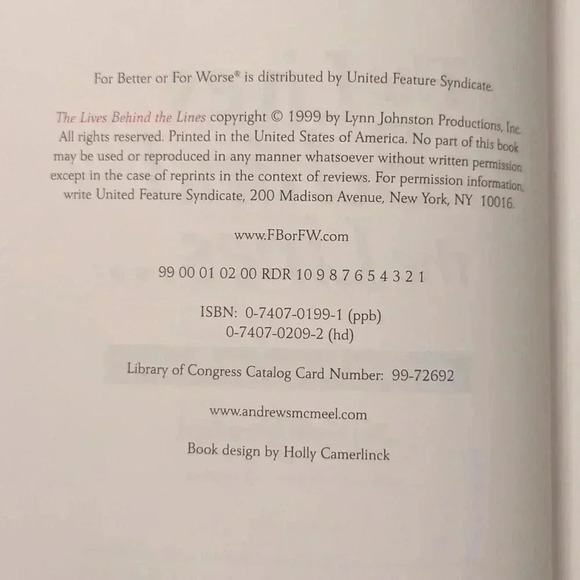 For Better or For Worse® is distributed by United Feature Syndicate.
The Lives Behind the Lines copyright © 1999 by Lynn Johnston Productions, Inc.
All rights reserved. Printed in the United States of America. No part of this book
may be used or reproduced in any manner whatsoever without written permission
except in the case of reprints in the context of reviews. For permission information,
write United Feature Syndicate, 200 Madison Avenue, New York, NY 10016.
www.FBorFW.com
99 00 01 02 00 RDR 10 9 8 7 6 5 4 3 2 1
ISBN: 0-7407-0199-1 (ppb)
0-7407-0209-2 (hd)
Library of Congress Catalog Card Number: 99-72692
www.andrewsmcmeel.com
Book design by Holly Camerlinck